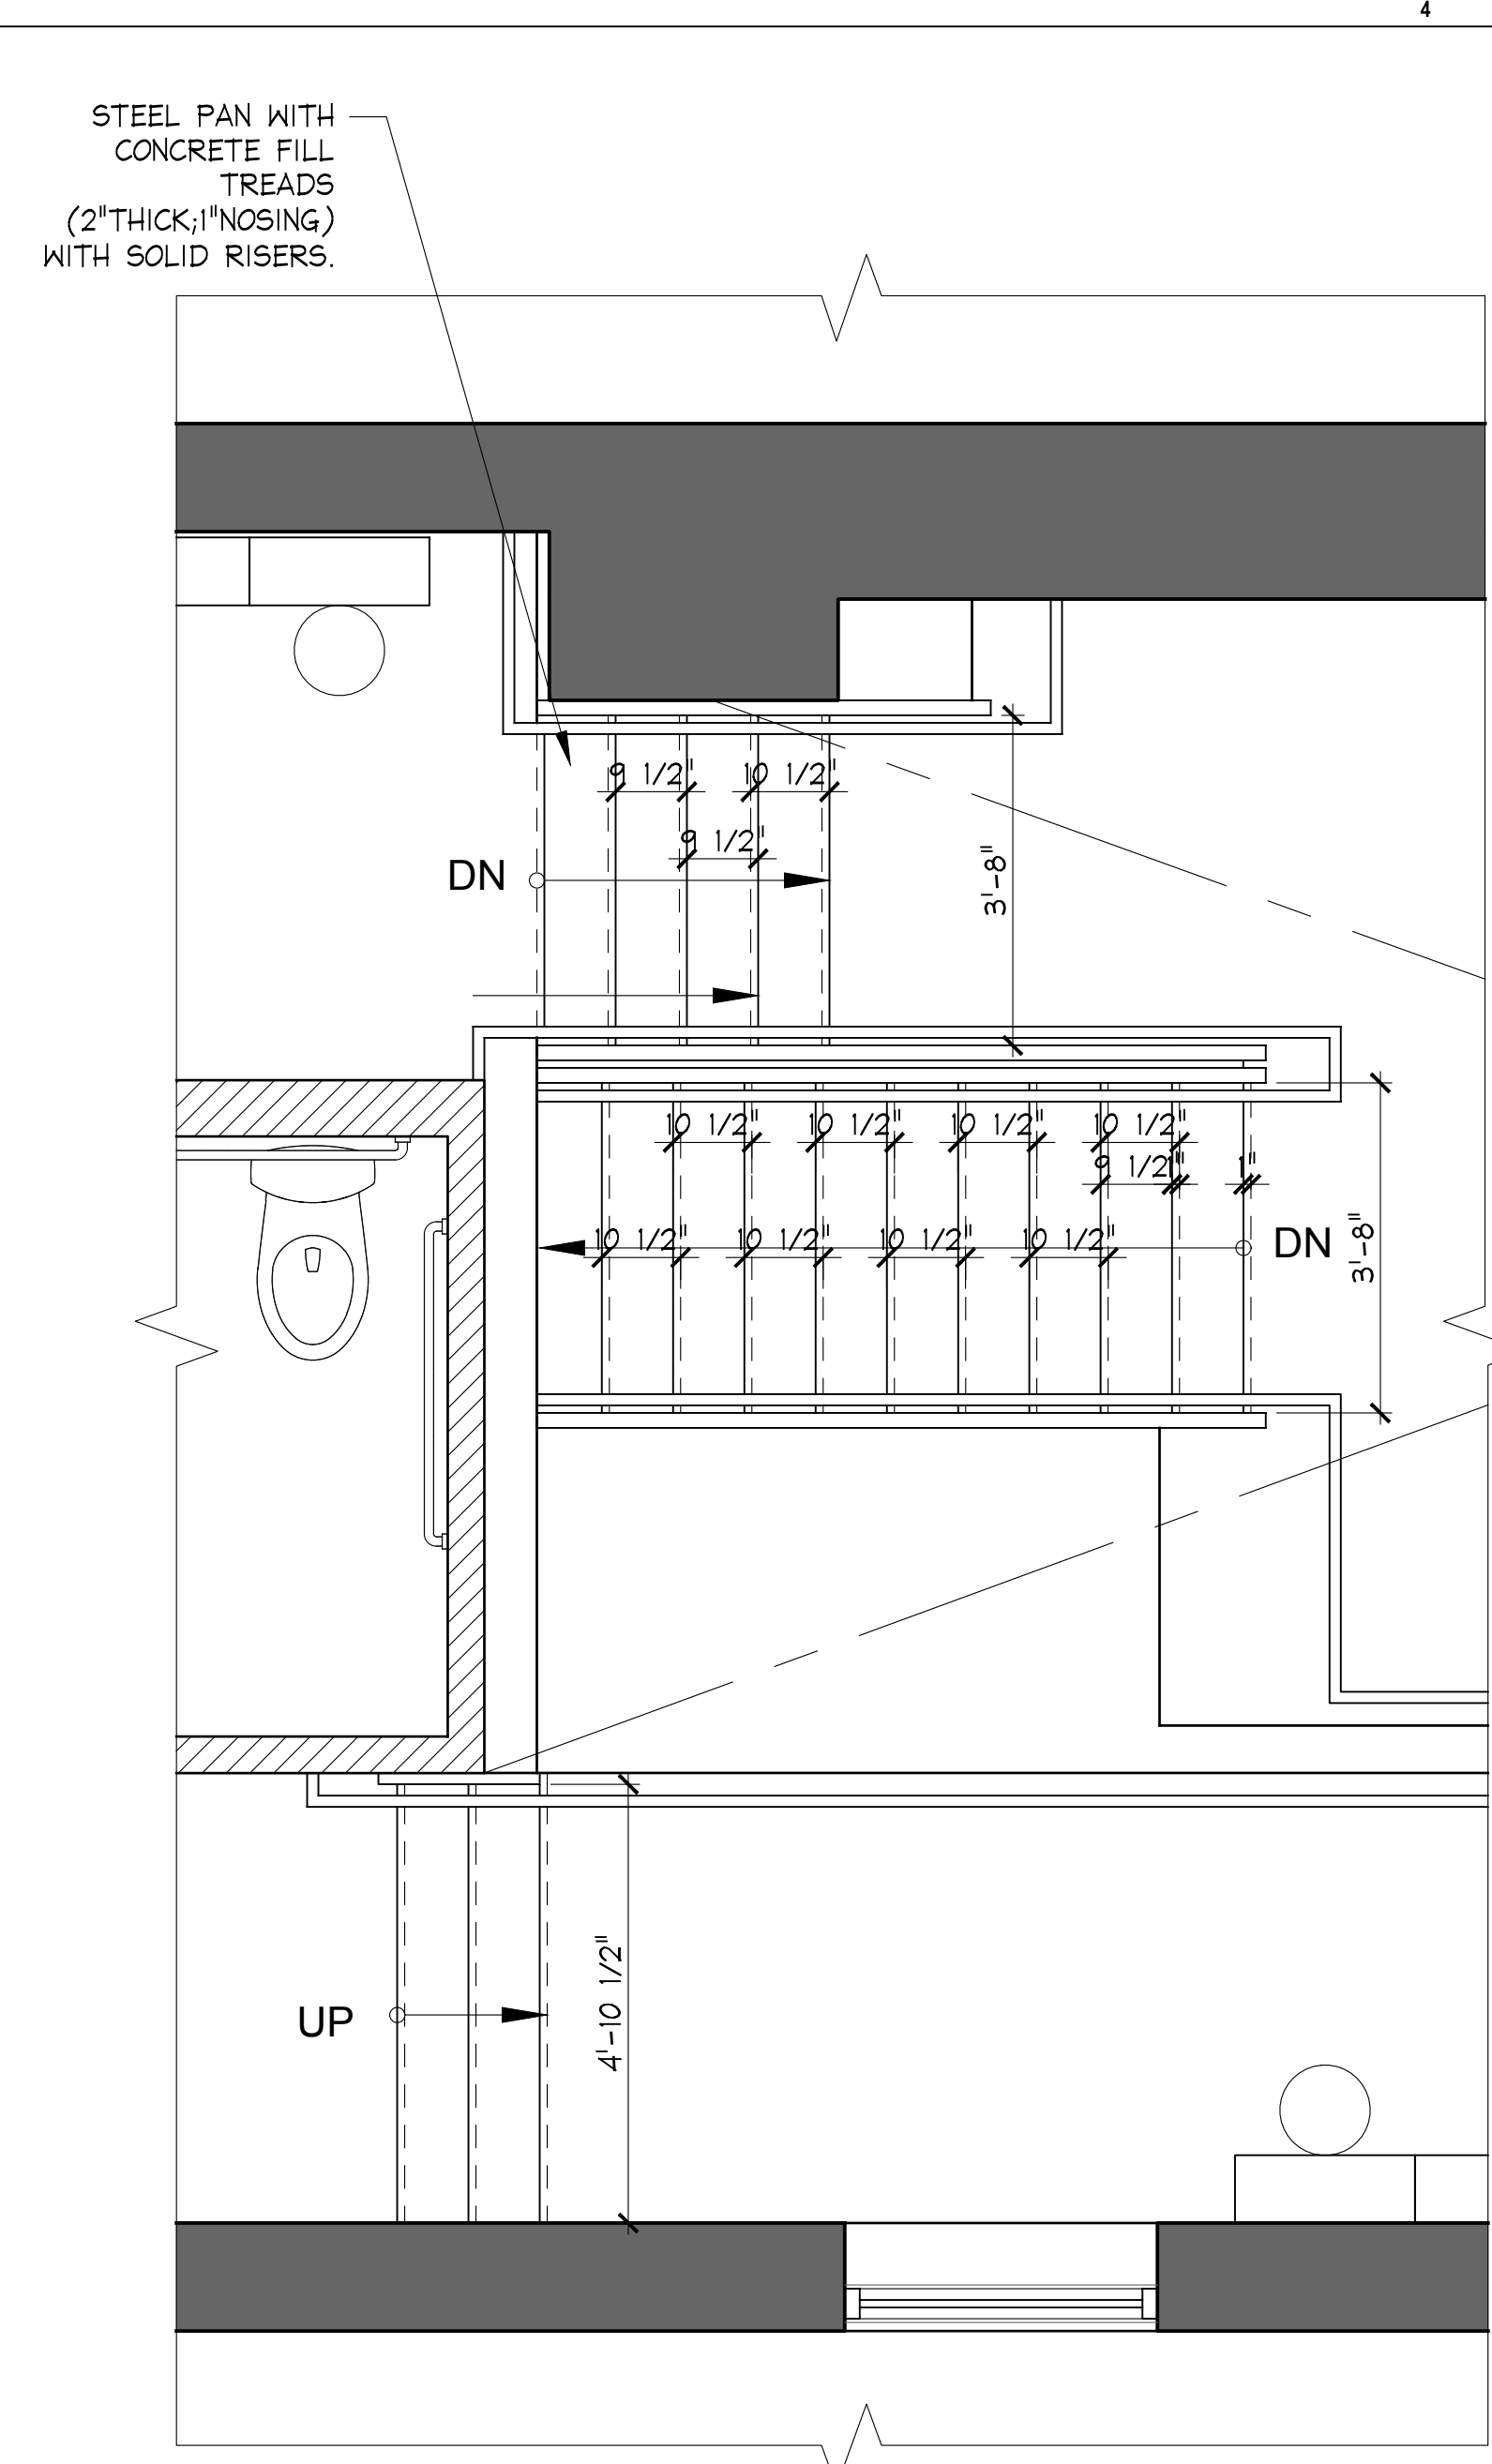 4
STEEL PAN WITH
CONCRETE FILL
TREADS
(2"THICK;1"NOSING)
WITH SOLID RISERS.
9 1/2"
10 1/2"
9 1/2"
DN
3'-8"
10 1/2"
10 1/2"
10 1/2"
10 1/2"
9 1/2"
1"
1"
10 1/2"
10 1/2"
10 1/2"
10 1/2"
DN
3'-8"
UP
4'-10 1/2"